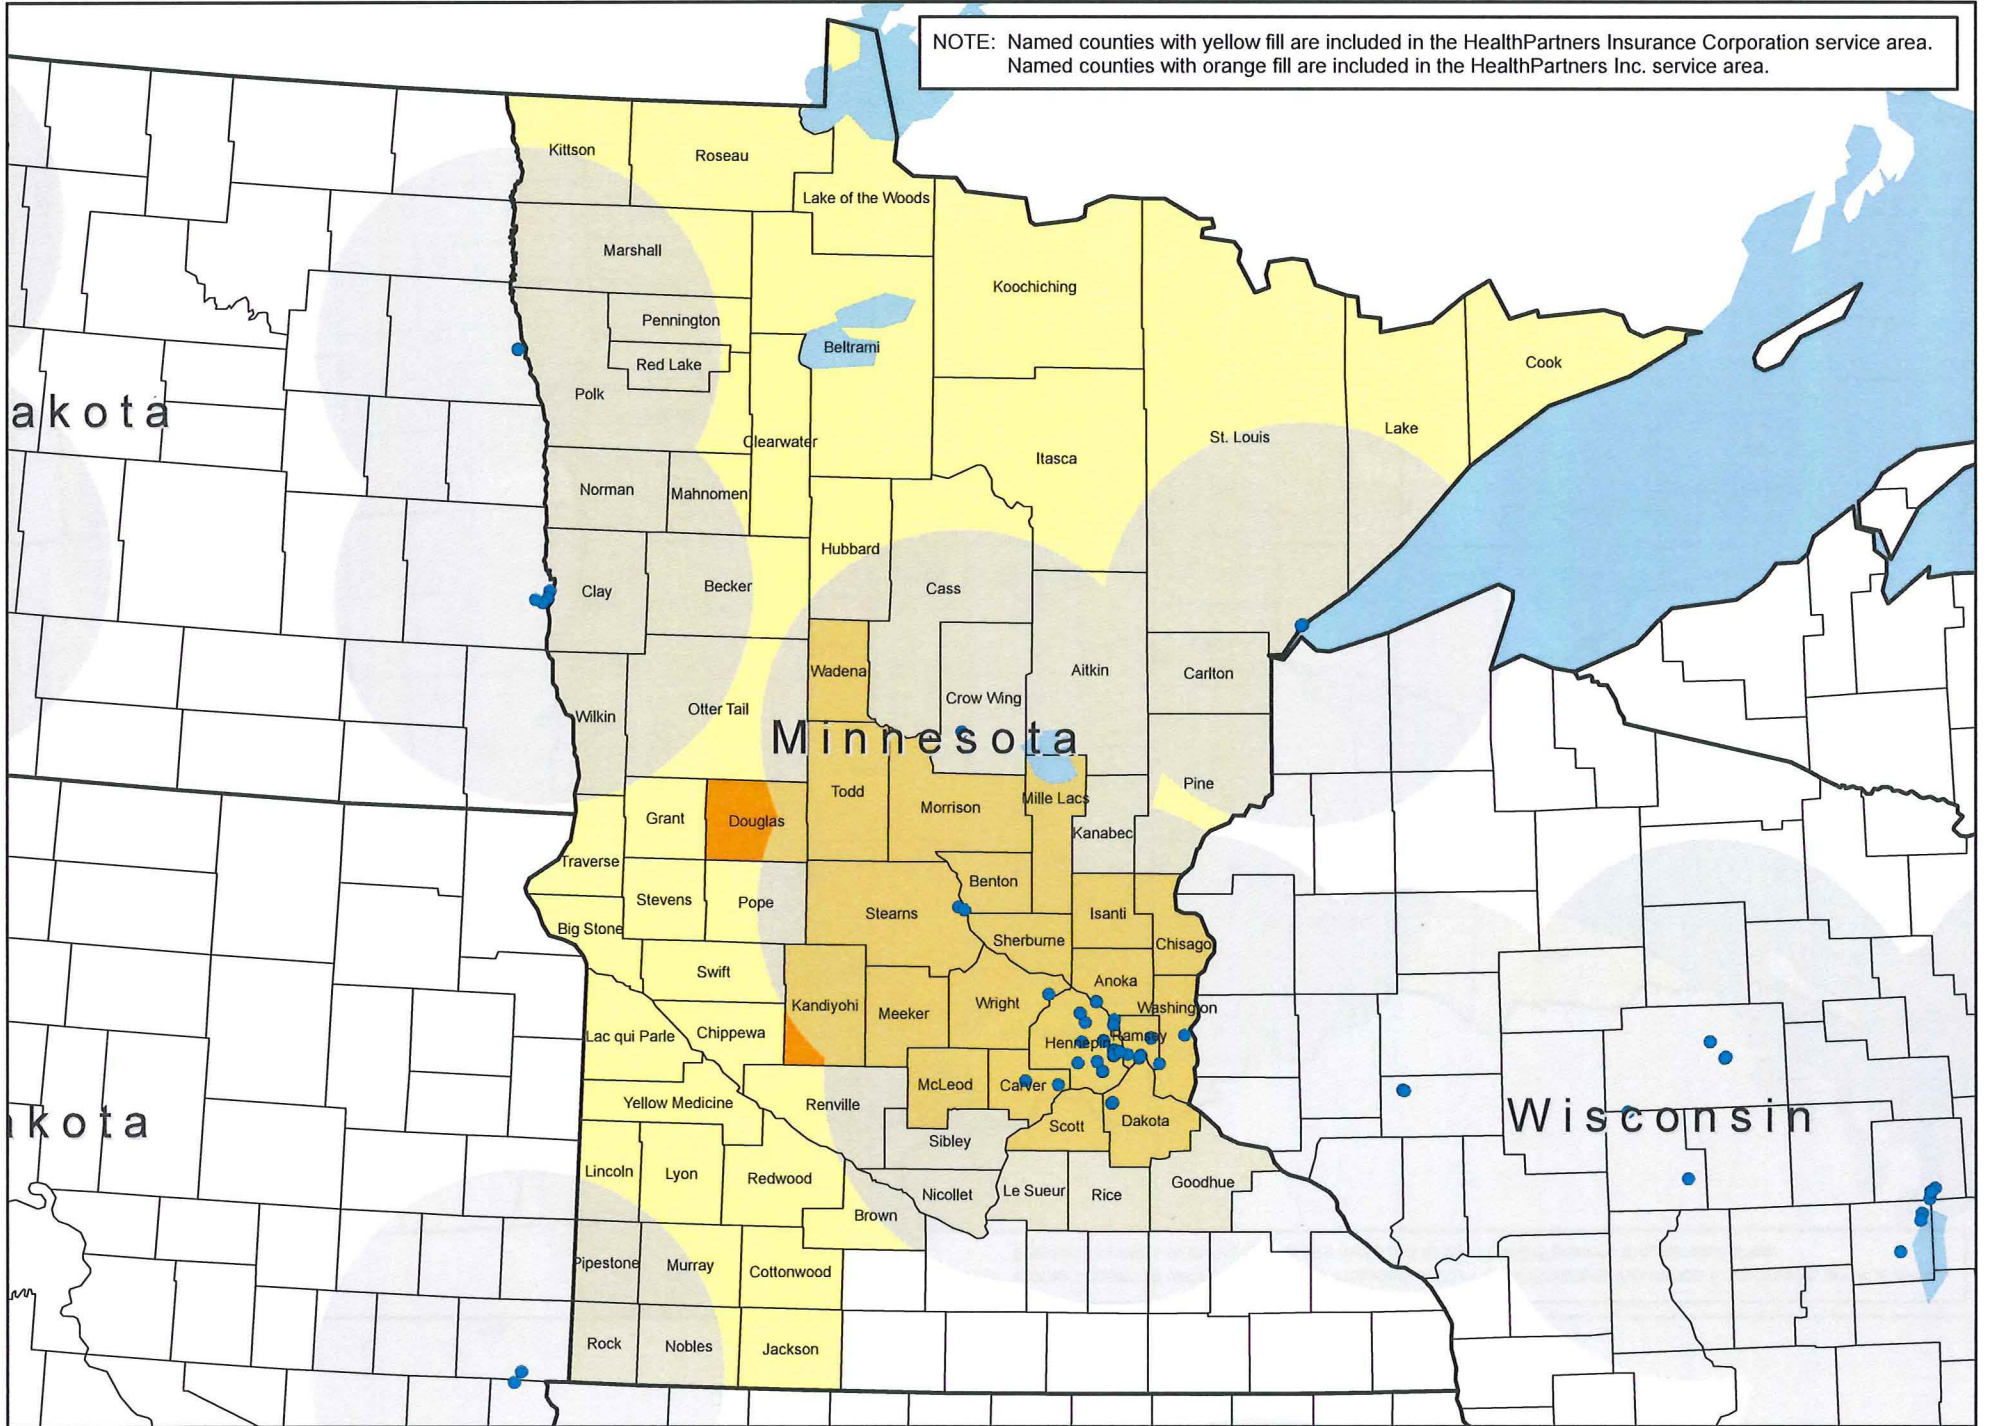 NOTE: Named counties with yellow fill are included in the HealthPartners Insurance Corporation service area.
Named counties with orange fill are included in the HealthPartners Inc. service area.
Kittson
Roseau
Lake of the Woods
Marshall
Koochiching
Pennington
Beltrami
Red Lake
Cook
Polk
akota
Lake
St. Louis
Clearwater
Itasca
Norman
Mahnomen
Hubbard
Becker
Cass
Clay
Wadena
Aitkin
Carlton
Crow Wing
Otter Tail
Wilkin
Minnesota
Pine
Todd
Mille Lacs
Morrison
Grant
Douglas
Kanabec
Traverse
Benton
Stevens
Pope
Stearns
Isanti
Big Stone
Sherburne
Chisago
Swift
Anoka
Kandiyohi
Wright
Washington
Meeker
Chippewa
Lac qui Parle
Ramsey
Hennepin
McLeod
Carver
Yellow Medicine
Renville
Wisconsin
kota
Dakota
Scott
Sibley
Lincoln
Lyon
Redwood
Goodhue
Le Sueur
Rice
Nicollet
Brown
Pipestone
Murray
Cottonwood
Rock
Nobles
Jackson